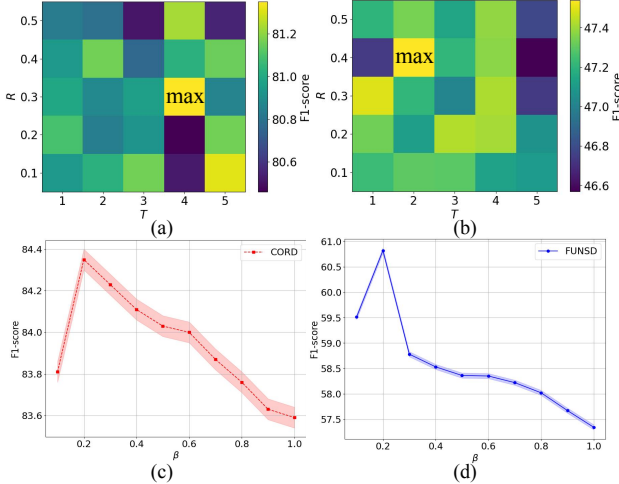 0.5
0.4
0.3
0.2
0.1
R
max
1 2 3 4 5
T
81.2
81.0
80.8
80.6
F1-score
(a)
0.5
0.4
0.3
0.2
0.1
R
max
1 2 3 4 5
T
47.4
47.2
47.0
46.8
46.6
F1-score
(b)
84.4
84.2
84.0
83.8
83.6
F1-score
CORD
0.2 0.4 0.6 0.8 1.0
β
(c)
61.0
60.5
60.0
59.5
59.0
58.5
58.0
57.5
F1-score
FUNSD
0.2 0.4 0.6 0.8 1.0
β
(d)